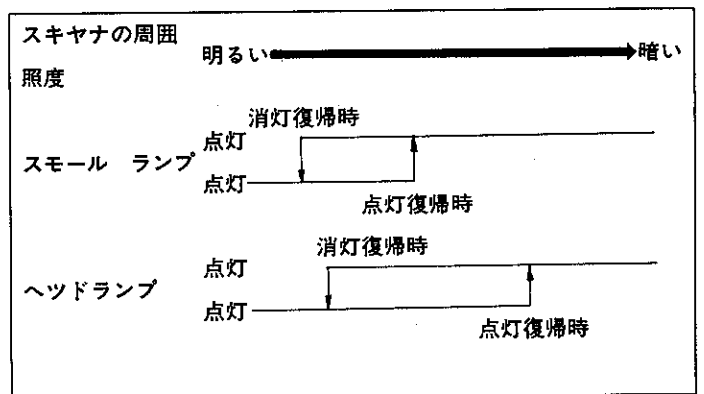 スキヤナの周囲
照度
明るい 暗い
消灯復帰時
点灯
スモール ランプ
点灯
点灯復帰時
消灯復帰時
点灯
ヘツドランプ
点灯
点灯復帰時